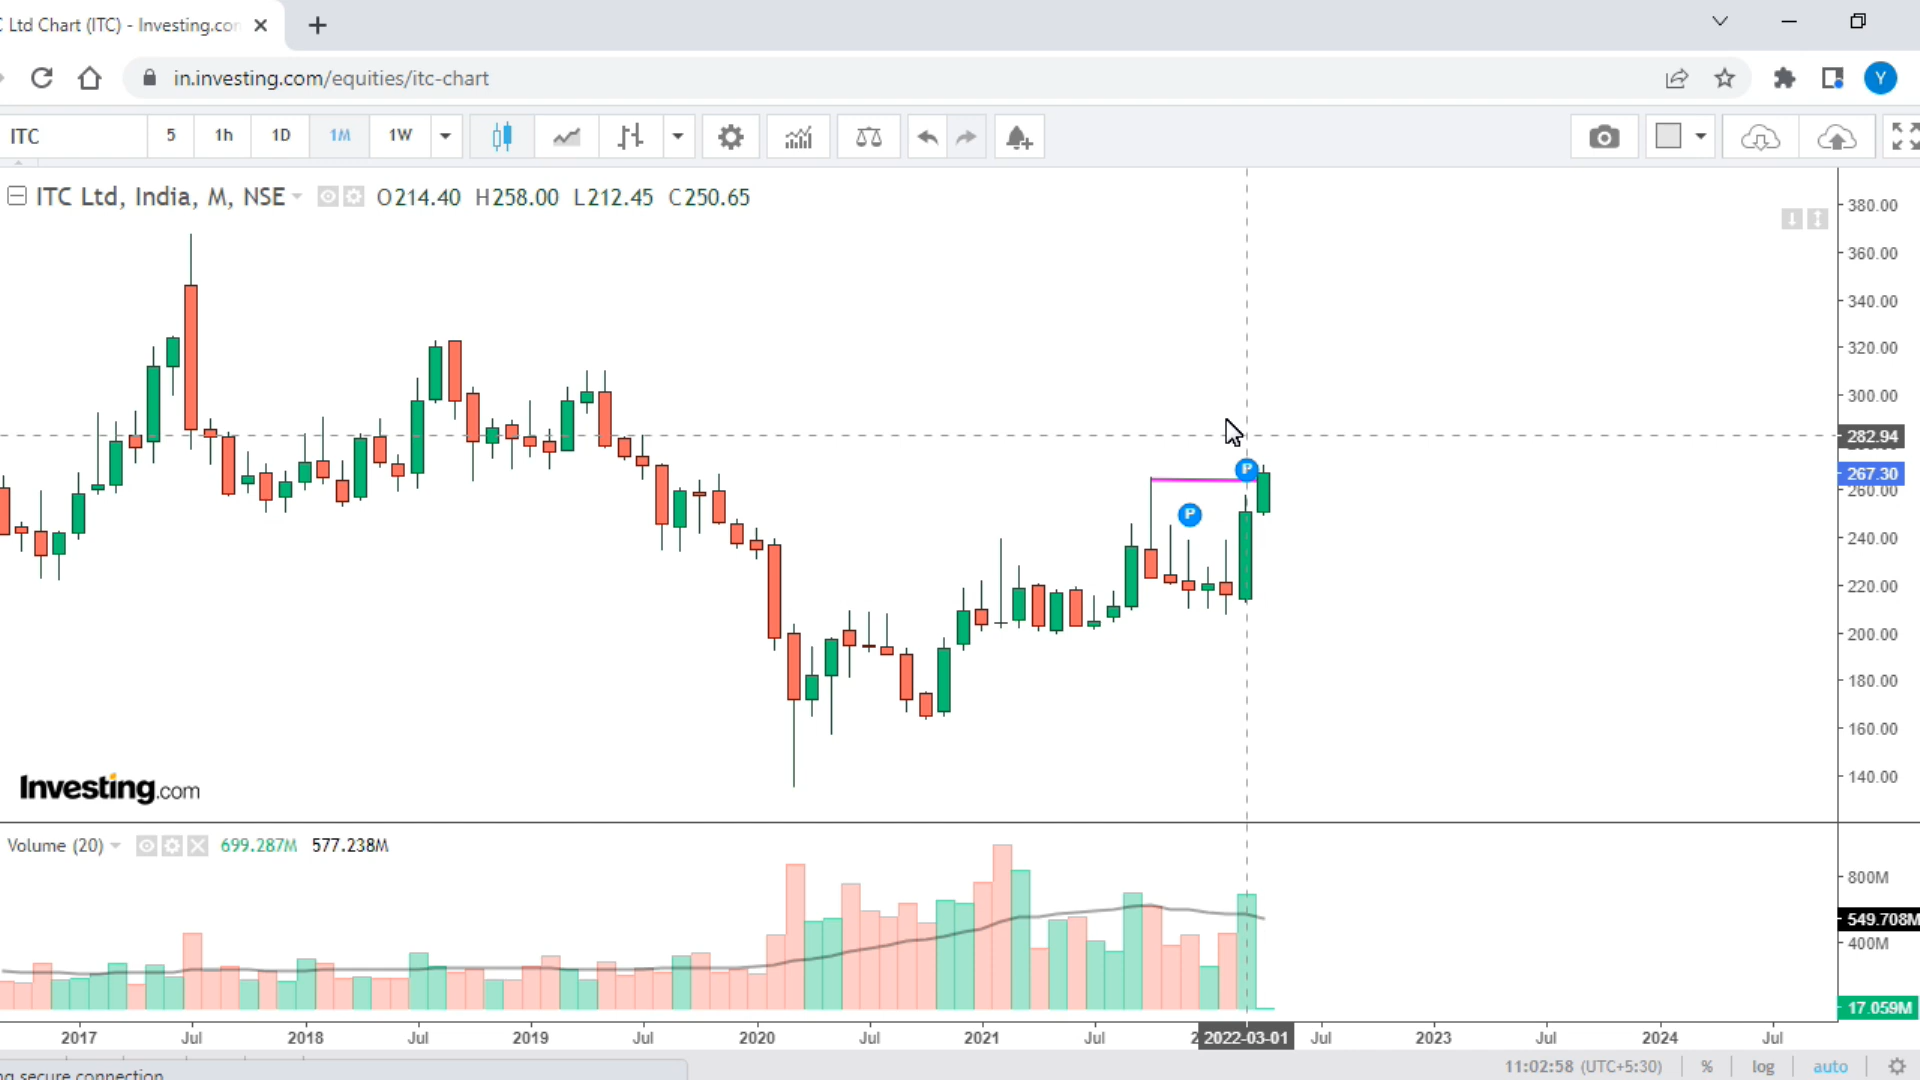 C Ltd Chart (ITC) - Investing.con
in.investing.com/equities/itc-chart
Y
ITC 5 1h 1D 1M 1W
ITC Ltd, India, M, NSE O214.40 H258.00 L212.45 C250.65
380.00
360.00
340.00
320.00
300.00
282.94
267.30
260.00
240.00
220.00
200.00
180.00
160.00
140.00
P
P
Investing.com
Volume (20) 699.287M 577.238M
800M
549.708M
400M
17.059M
2017 Jul 2018 Jul 2019 Jul 2020 Jul 2021 Jul 2 2022-03-01 Jul 2023 Jul 2024 Jul
ng secure connection
11:02:58 (UTC+5:30) % log auto